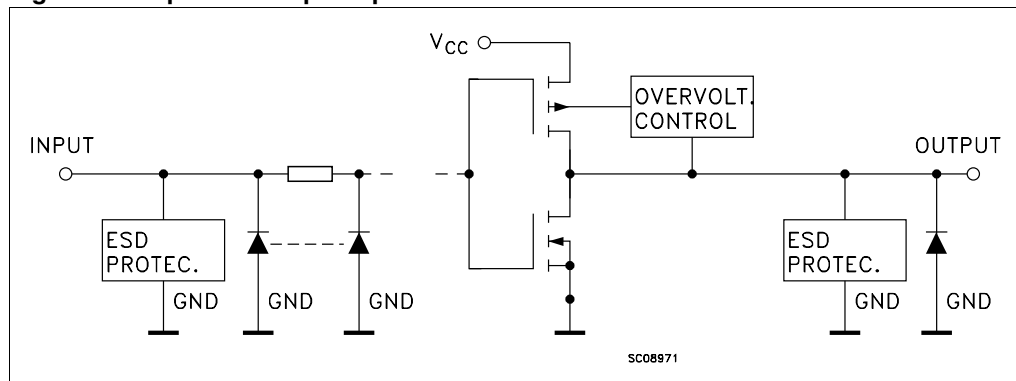 VCC
OVERVOLT.
CONTROL
INPUT
OUTPUT
ESD
PROTEC.
ESD
PROTEC.
GND
GND
GND
GND
GND
SC08971